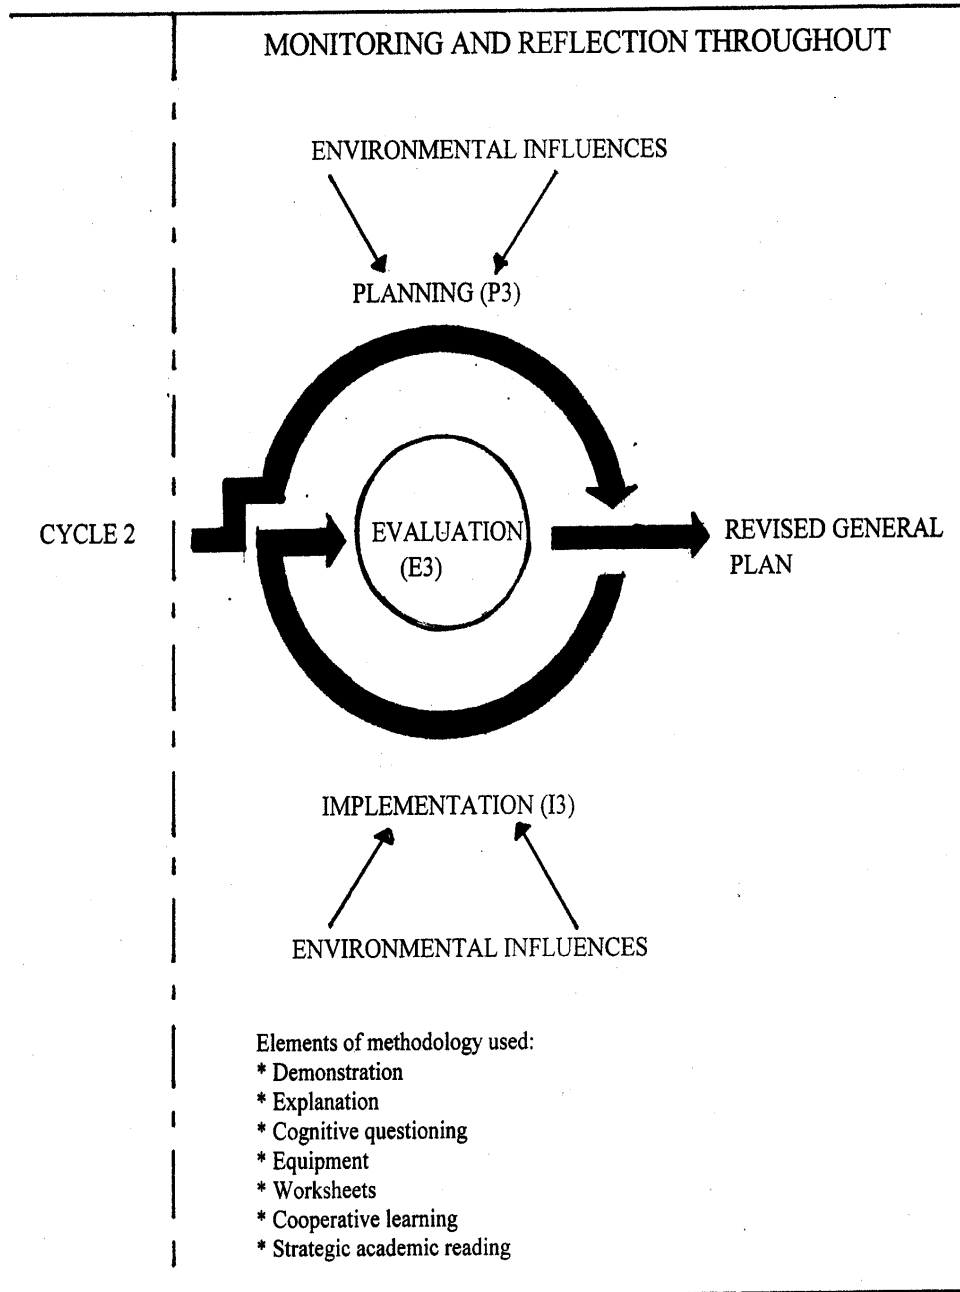 MONITORING AND REFLECTION THROUGHOUT
ENVIRONMENTAL INFLUENCES
PLANNING (P3)
CYCLE 2
EVALUATION
(E3)
REVISED GENERAL
PLAN
IMPLEMENTATION (I3)
ENVIRONMENTAL INFLUENCES
Elements of methodology used:
* Demonstration
* Explanation
* Cognitive questioning
* Equipment
* Worksheets
* Cooperative learning
* Strategic academic reading